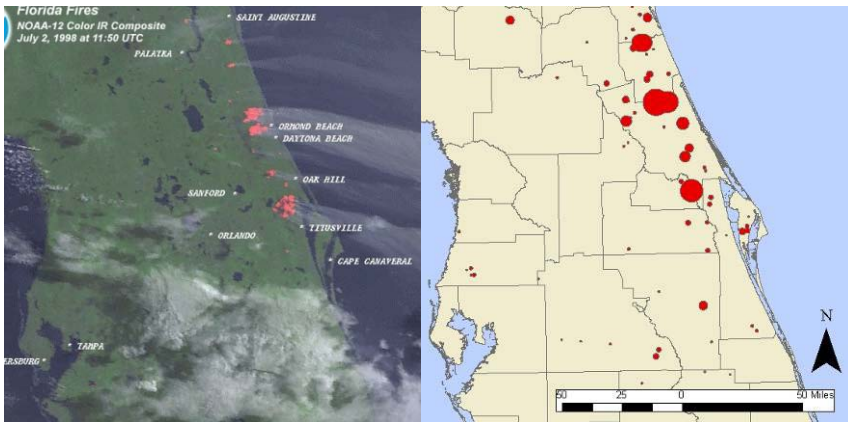 Florida Fires
NOAA-12 Color IR Composite
July 2, 1998 at 11:50 UTC
SAINT AUGUSTINE
PALATKA
ORMOND BEACH
DAYTONA BEACH
OAK HILL
SANFORD
TITUSVILLE
ORLANDO
CAPE CANAVERAL
TAMPA
ERSBURG
N
50 0 50 Miles